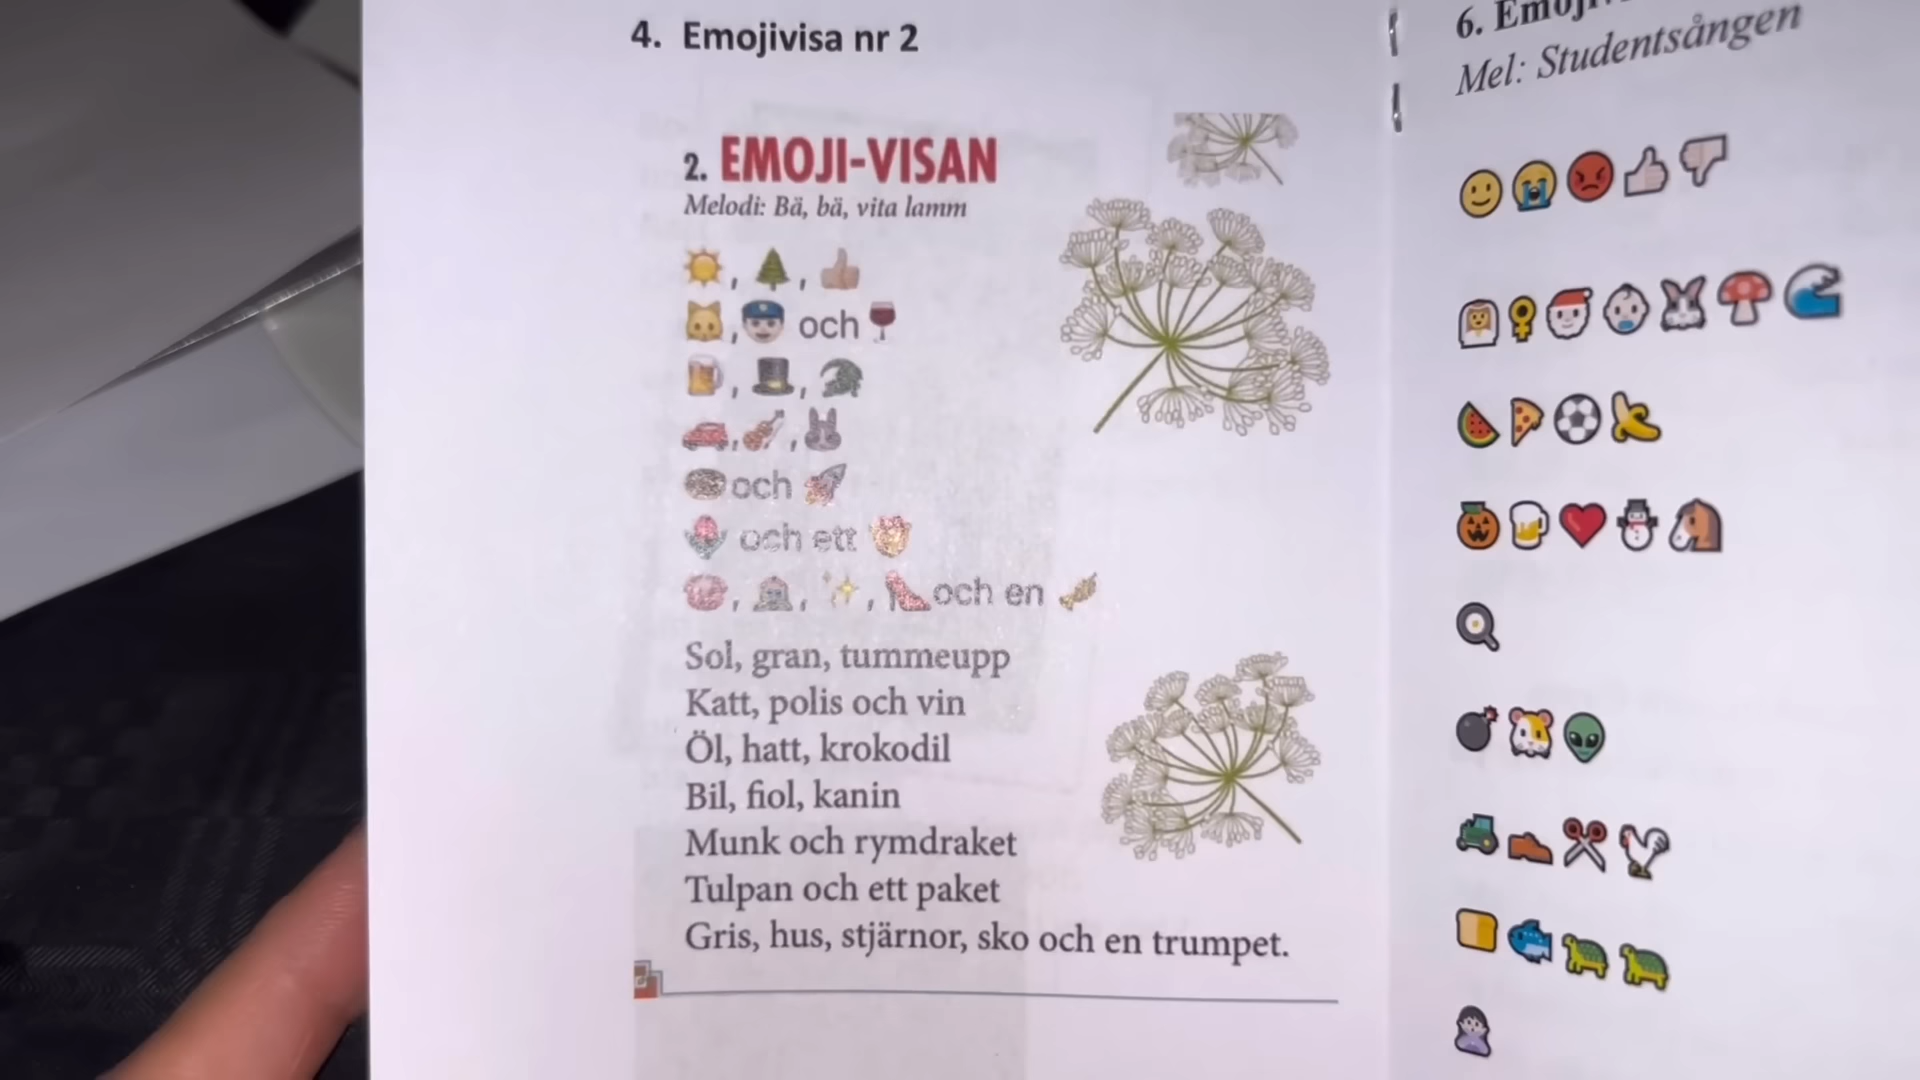 4. Emojivisa nr 2
2. EMOJI-VISAN
Melodi: Bä, bä, vita lamm
, ,
, och
, ,
, ,
och
och ett
, , , och en
Sol, gran, tummeupp
Katt, polis och vin
Öl, hatt, krokodil
Bil, fiol, kanin
Munk och rymdraket
Tulpan och ett paket
Gris, hus, stjärnor, sko och en trumpet.
6.
Mel: Studentsången